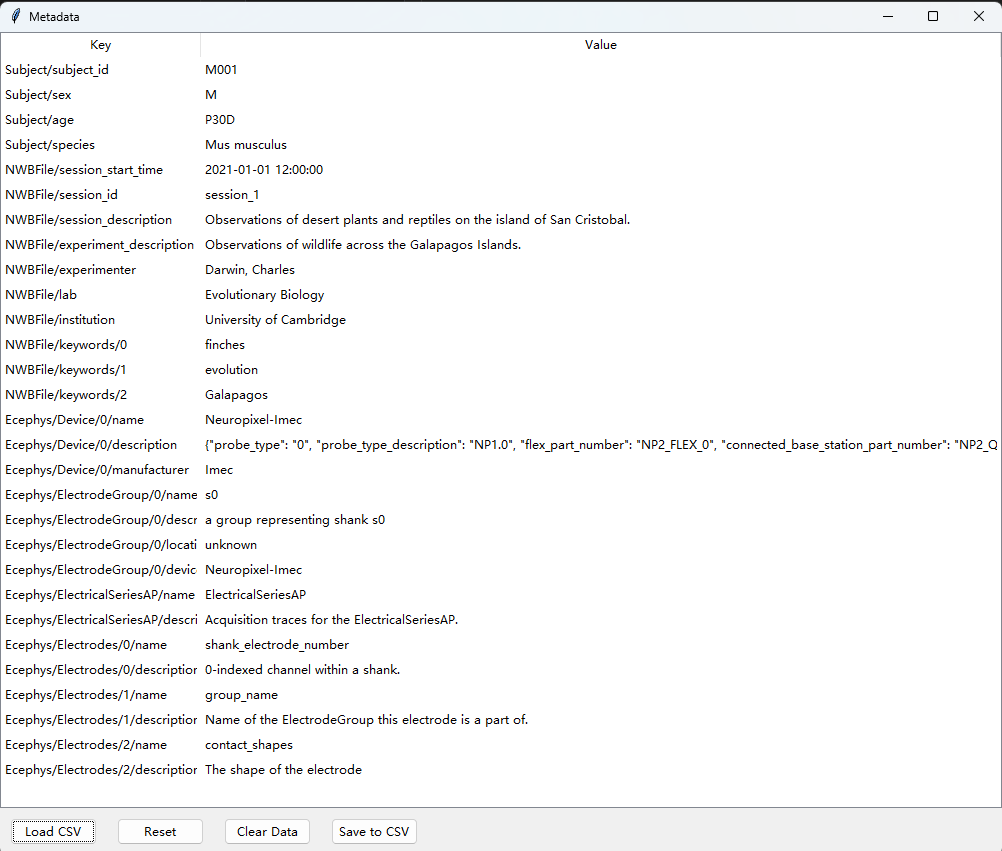 Metadata
Key Value
Subject/subject_id M001
Subject/sex M
Subject/age P30D
Subject/species Mus musculus
NWBFile/session_start_time 2021-01-01 12:00:00
NWBFile/session_id session_1
NWBFile/session_description Observations of desert plants and reptiles on the island of San Cristobal.
NWBFile/experiment_description Observations of wildlife across the Galapagos Islands.
NWBFile/experimenter Darwin, Charles
NWBFile/lab Evolutionary Biology
NWBFile/institution University of Cambridge
NWBFile/keywords/0 finches
NWBFile/keywords/1 evolution
NWBFile/keywords/2 Galapagos
Ecephys/Device/0/name Neuropixel-Imec
Ecephys/Device/0/description {"probe_type": "0", "probe_type_description": "NP1.0", "flex_part_number": "NP2_FLEX_0", "connected_base_station_part_number": "NP2_Q
Ecephys/Device/0/manufacturer Imec
Ecephys/ElectrodeGroup/0/name s0
Ecephys/ElectrodeGroup/0/descr a group representing shank s0
Ecephys/ElectrodeGroup/0/locati unknown
Ecephys/ElectrodeGroup/0/devic Neuropixel-Imec
Ecephys/ElectricalSeriesAP/name ElectricalSeriesAP
Ecephys/ElectricalSeriesAP/descri Acquisition traces for the ElectricalSeriesAP.
Ecephys/Electrodes/0/name shank_electrode_number
Ecephys/Electrodes/0/description 0-indexed channel within a shank.
Ecephys/Electrodes/1/name group_name
Ecephys/Electrodes/1/description Name of the ElectrodeGroup this electrode is a part of.
Ecephys/Electrodes/2/name contact_shapes
Ecephys/Electrodes/2/description The shape of the electrode
Load CSV Reset Clear Data Save to CSV